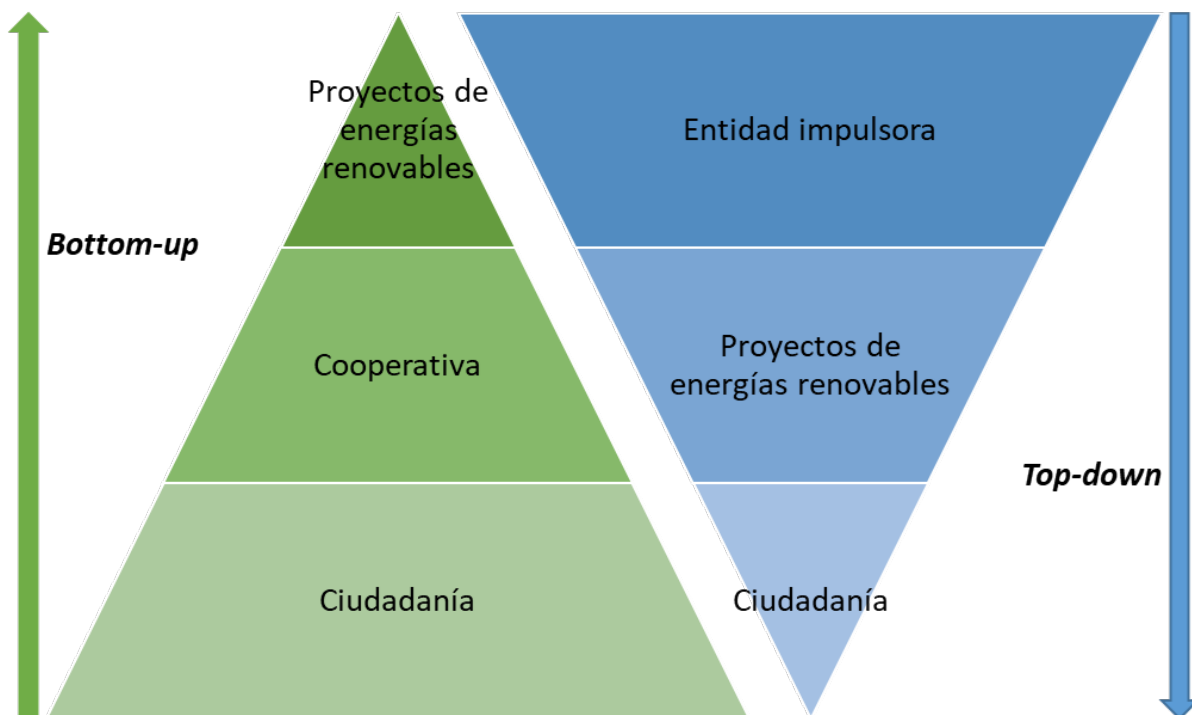 Proyectos de
energías
renovables
Bottom-up
Cooperativa
Ciudadanía
Entidad impulsora
Proyectos de
energías renovables
Top-down
Ciudadanía